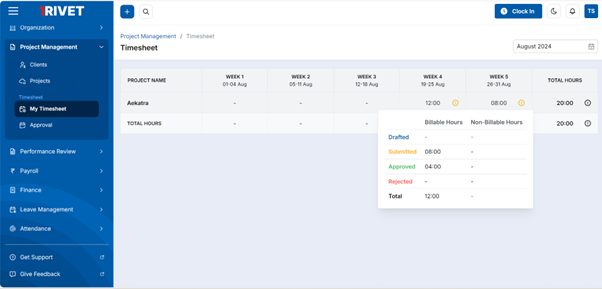 1RIVET
Clock In
TS
Organization
Project Management
Clients
Projects
Timesheet
My Timesheet
Approval
Performance Review
Payroll
Finance
Leave Management
Attendance
Get Support
Give Feedback
Project Management / Timesheet
Timesheet
August 2024
PROJECT NAME WEEK 1 WEEK 2 WEEK 3 WEEK 4 WEEK 5 TOTAL HOURS
01-04 Aug 05-11 Aug 12-18 Aug 19-25 Aug 26-31 Aug
Aekatra - - - 12:00 08:00 20:00
TOTAL HOURS - - - 20:00
Billable Hours Non-Billable Hours
Drafted - -
Submitted 08:00 -
Approved 04:00 -
Rejected - -
Total 12:00 -